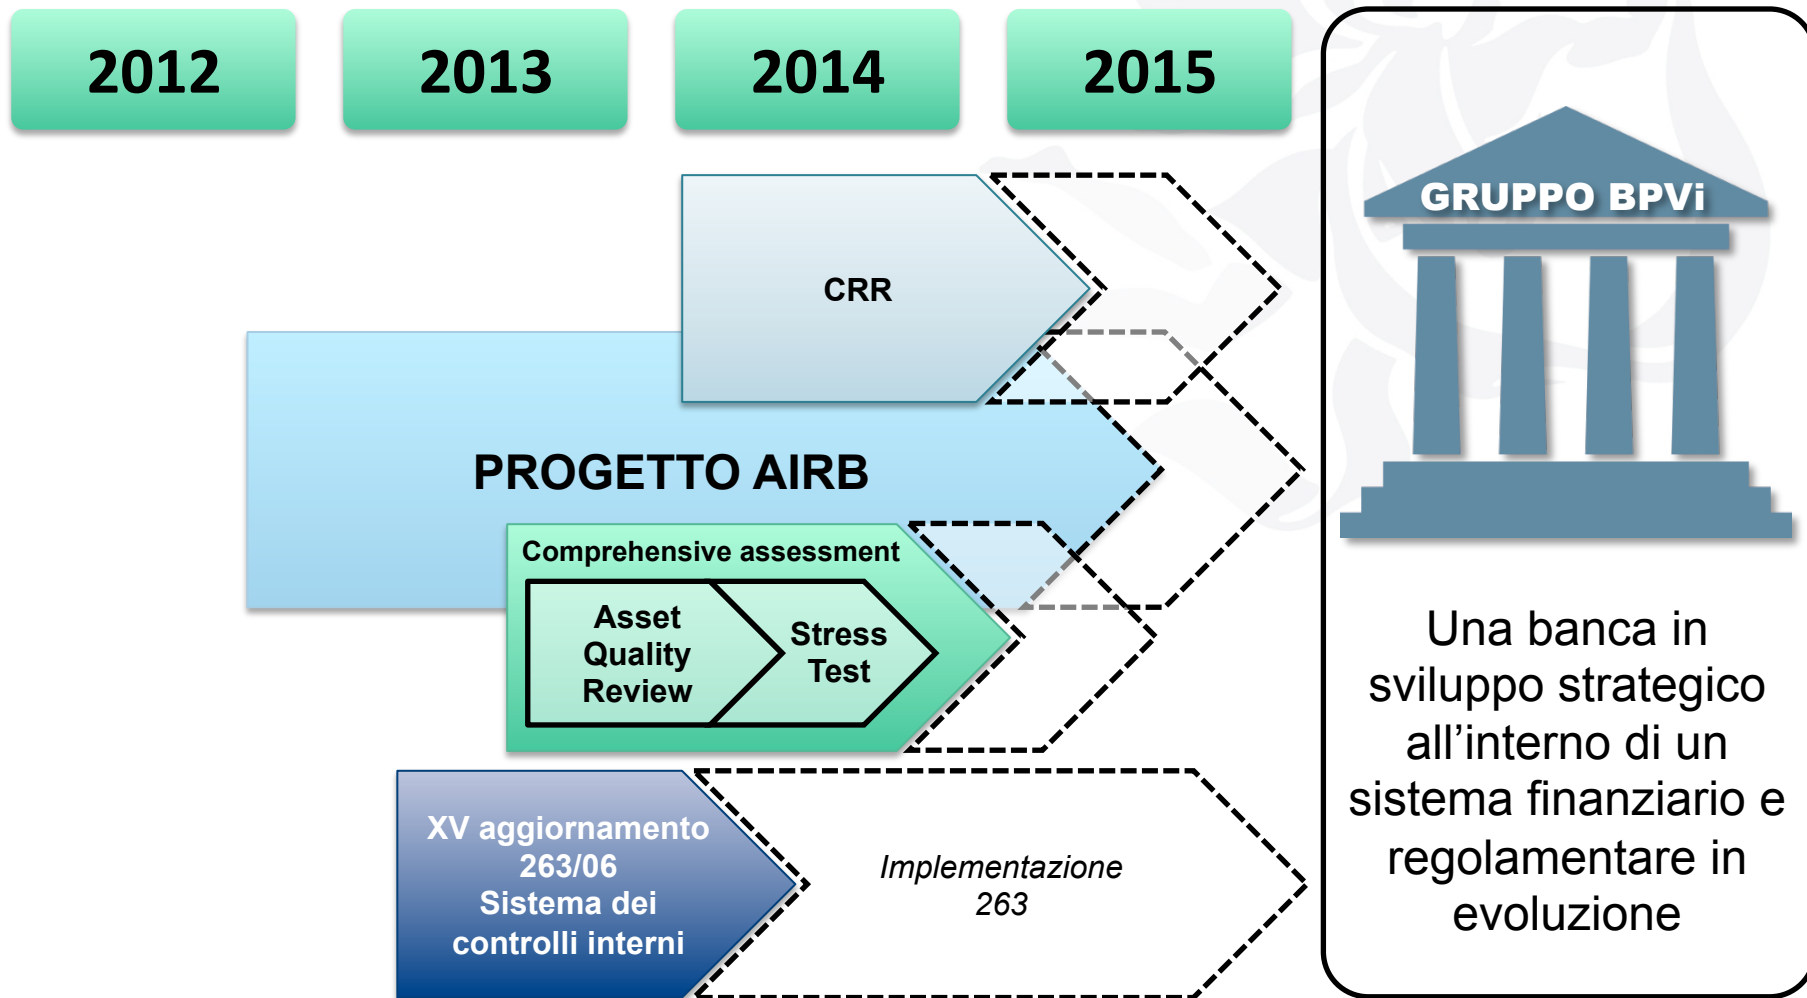 2012
2013
2014
2015
CRR
PROGETTO AIRB
Comprehensive assessment
Asset
Quality
Review
Stress
Test
XV aggiornamento
263/06
Sistema dei
controlli interni
Implementazione
263
GRUPPO BPVi
Una banca in
sviluppo strategico
all’interno di un
sistema finanziario e
regolamentare in
evoluzione